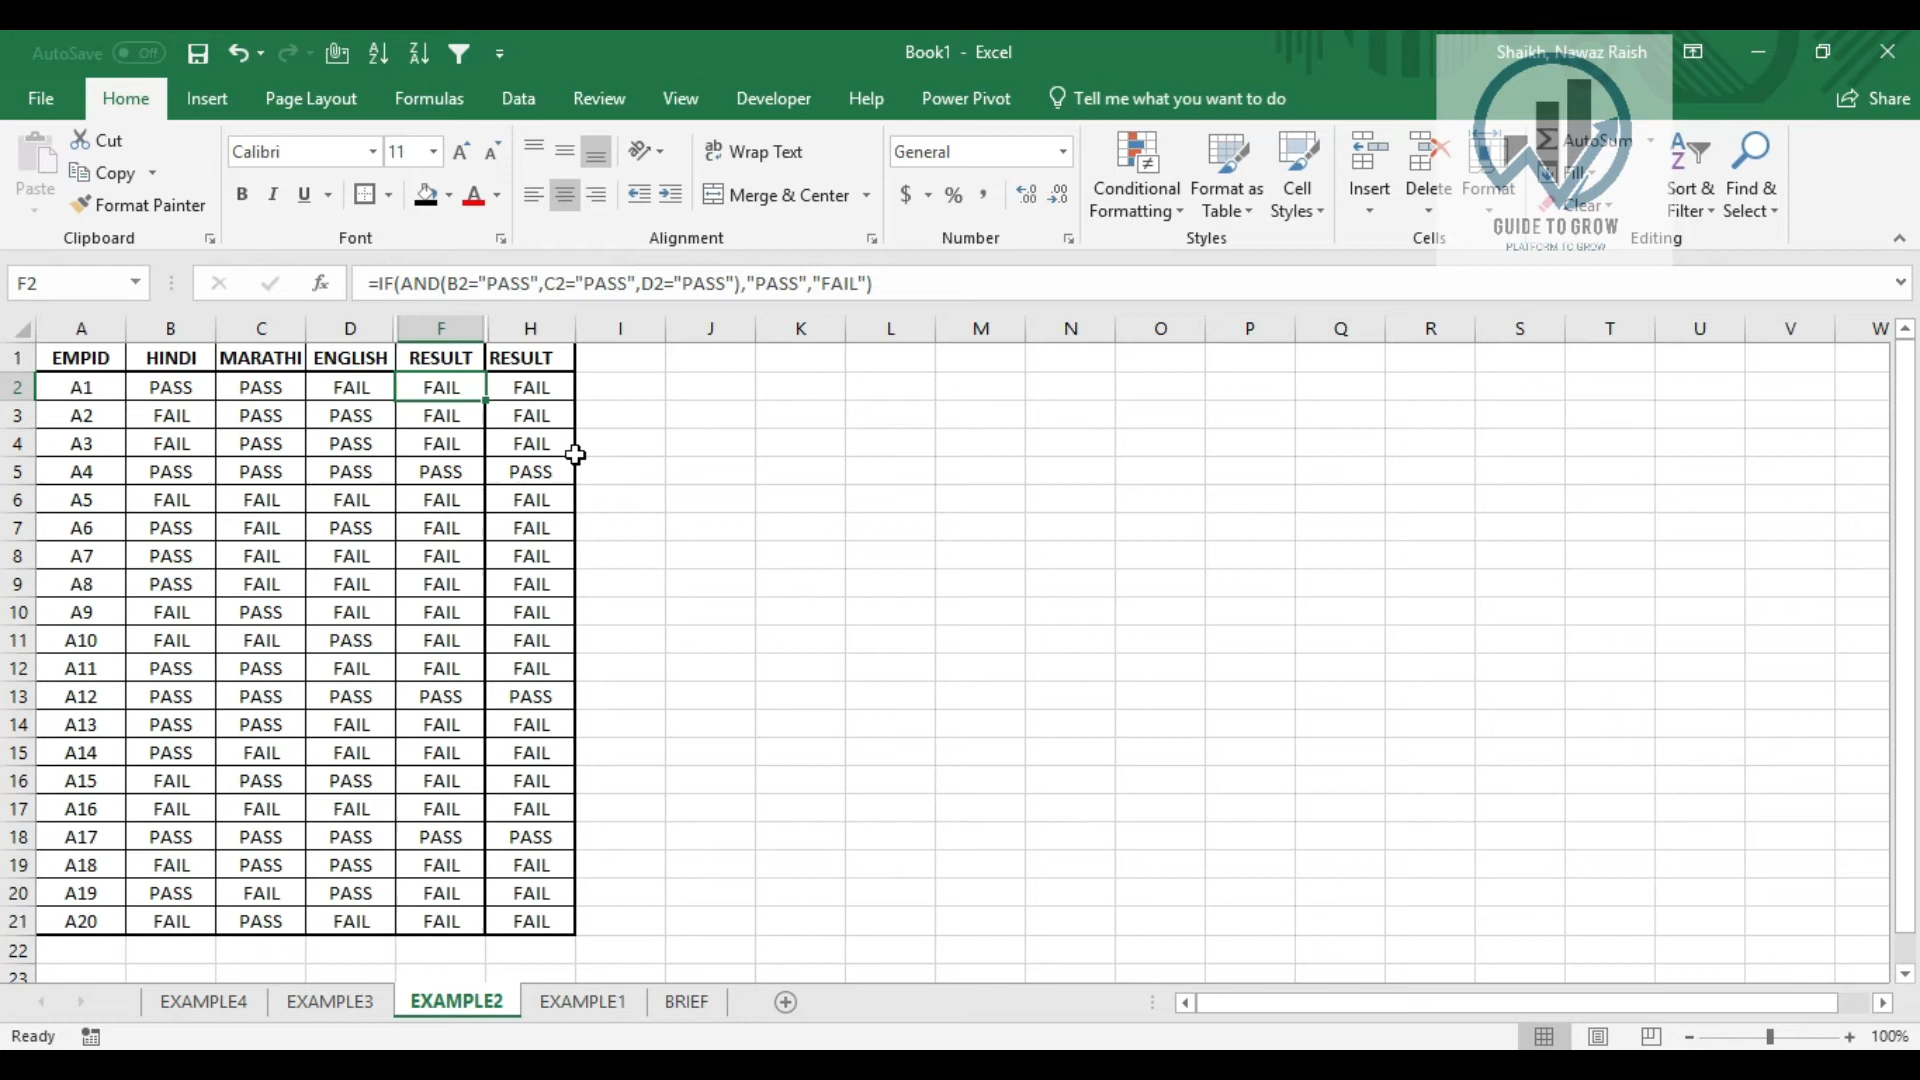 AutoSave Off
Book1 - Excel
Shaikh, Nawaz Raish
File Home Insert Page Layout Formulas Data Review View Developer Help Power Pivot Tell me what you want to do Share
Paste Cut Copy Format Painter Clipboard
Calibri 11 B I U A Font
Wrap Text Merge & Center Alignment
General $ % , Number
Conditional Formatting Format as Table Cell Styles Styles
Insert Delete Format Cells
AutoSum Fill Clear Sort & Filter Find & Select Editing
GUIDE TO GROW
PLATFORM TO GROW
F2 fx =IF(AND(B2="PASS",C2="PASS",D2="PASS"),"PASS","FAIL")
A B C D F H I J K L M N O P Q R S T U V W
1 EMPID HINDI MARATHI ENGLISH RESULT RESULT
2 A1 PASS PASS FAIL FAIL FAIL
3 A2 FAIL PASS PASS FAIL FAIL
4 A3 FAIL PASS PASS FAIL FAIL
5 A4 PASS PASS PASS PASS PASS
6 A5 FAIL FAIL FAIL FAIL FAIL
7 A6 PASS FAIL PASS FAIL FAIL
8 A7 PASS FAIL FAIL FAIL FAIL
9 A8 PASS FAIL FAIL FAIL FAIL
10 A9 FAIL PASS FAIL FAIL FAIL
11 A10 FAIL FAIL PASS FAIL FAIL
12 A11 PASS PASS FAIL FAIL FAIL
13 A12 PASS PASS PASS PASS PASS
14 A13 PASS PASS FAIL FAIL FAIL
15 A14 PASS FAIL FAIL FAIL FAIL
16 A15 FAIL PASS PASS FAIL FAIL
17 A16 FAIL FAIL FAIL FAIL FAIL
18 A17 PASS PASS PASS PASS PASS
19 A18 FAIL PASS PASS FAIL FAIL
20 A19 PASS FAIL PASS FAIL FAIL
21 A20 FAIL PASS FAIL FAIL FAIL
22
23
EXAMPLE4 EXAMPLE3 EXAMPLE2 EXAMPLE1 BRIEF
Ready 100%